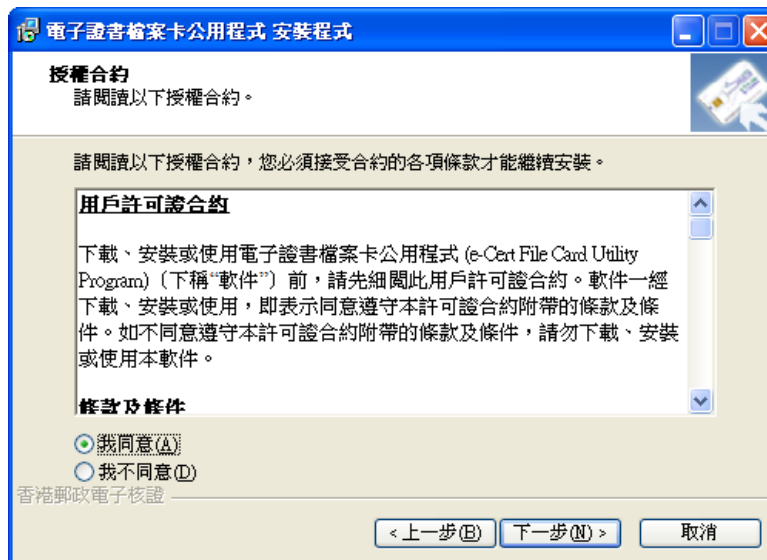 電子證書檔案卡公用程式 安裝程式
授權合約
請閱讀以下授權合約。
請閱讀以下授權合約，您必須接受合約的各項條款才能繼續安裝。
用戶許可證合約
下載、安裝或使用電子證書檔案卡公用程式 (e-Cert File Card Utility
Program)（下稱“軟件”）前，請先細閱此用戶許可證合約。軟件一經
下載、安裝或使用，即表示同意遵守本許可證合約附帶的條款及條
件。如不同意遵守本許可證合約附帶的條款及條件，請勿下載、安裝
或使用本軟件。
條款及條件
我同意(A)
我不同意(D)
香港郵政電子核證
< 上一步(B)
下一步(N) >
取消